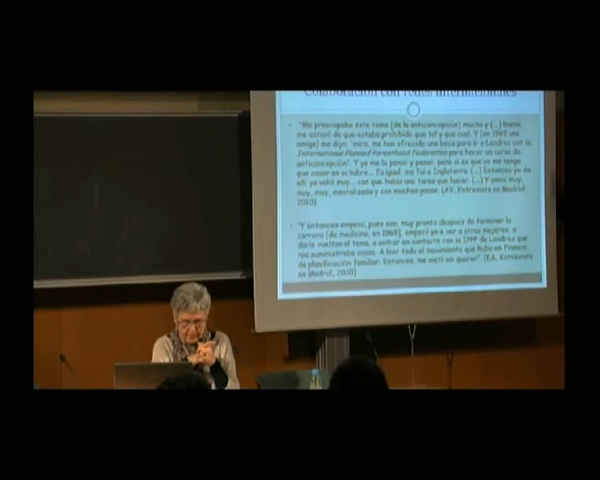 Colaboración con redes internacionales
"Me preocupaba este tema [de la anticoncepción] mucho y (…) bueno,
me enteré de que estaba prohibido que tal y que cual. Y [en 1969 una
amiga] me dijo: "mira, me han ofrecido una beca para ir a Londres con la
International Planned Parenthood Federation para hacer un curso de
anticoncepción". Y yo me lo pensé y pensé, pero si es que yo me tengo
que casar en octubre... Es igual, me fui a Inglaterra. (…) Entonces ya de
allí ya volví muy... con que había una tarea que hacer. (…) Y venía muy,
muy, muy, mentalizada y con muchas ganas. (AY, Entrevista en Madrid,
2010)
"Y entonces empecé, pues eso, muy pronto después de terminar la
carrera [de medicina, en 1969], empecé ya a ver a otras mujeres, a
darle vueltas al tema, a entrar en contacto con la IPPF de Londres que
nos suministraba cosas. A leer todo el movimiento que hubo en Francia
de planificación familiar. Entonces, me metí sin querer" (EA, Entrevista
en Madrid, 2010)